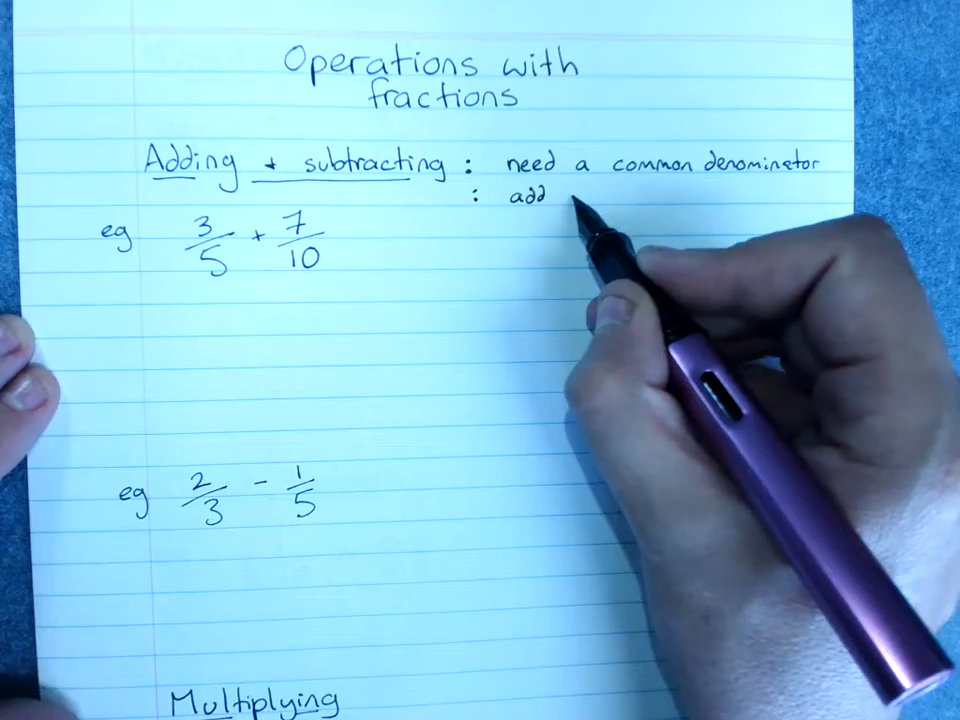 Operations with
fractions
Adding + subtracting : need a common denominator
: add
eg 3/5 + 7/10
eg 2/3 - 1/5
Multiplying